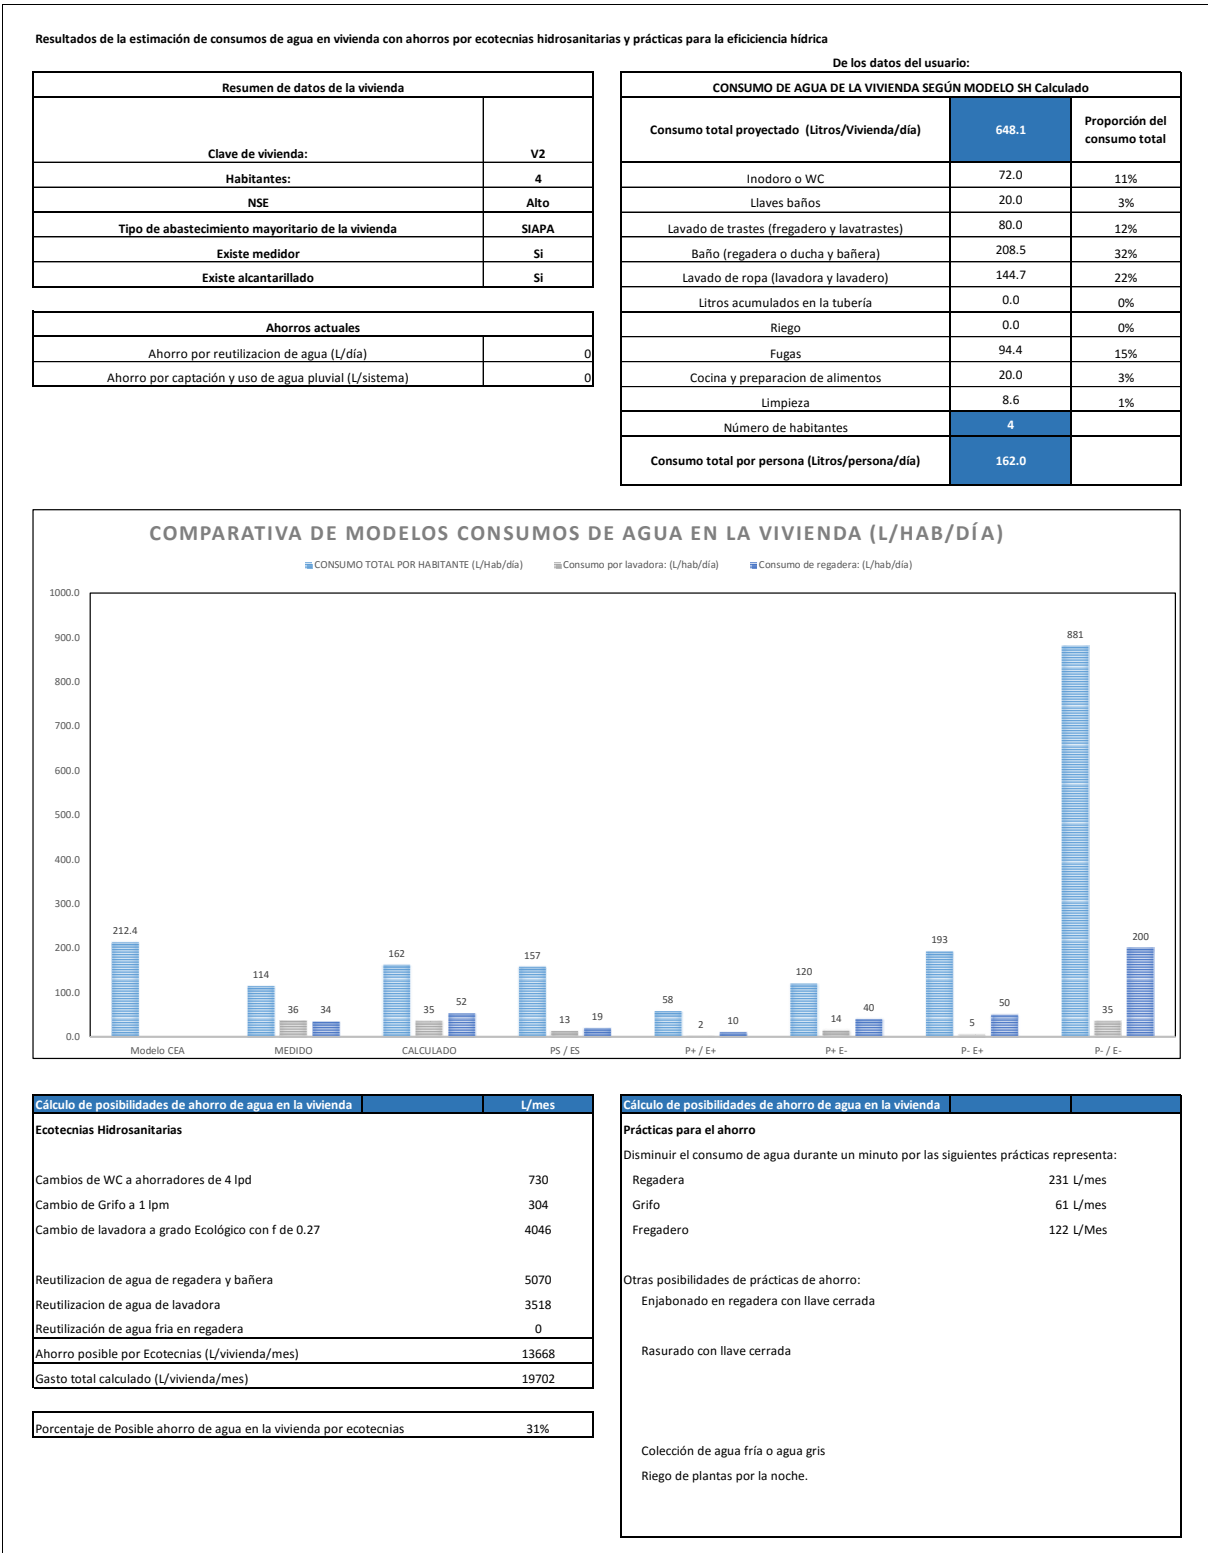 Resultados de la estimación de consumos de agua en vivienda con ahorros por ecotecnias hidrosanitarias y prácticas para la eficiciencia hídrica
De los datos del usuario:
Resumen de datos de la vivienda
Clave de vivienda: V2
Habitantes: 4
NSE Alto
Tipo de abastecimiento mayoritario de la vivienda SIAPA
Existe medidor Si
Existe alcantarillado Si
Ahorros actuales
Ahorro por reutilizacion de agua (L/día) 0
Ahorro por captación y uso de agua pluvial (L/sistema) 0
CONSUMO DE AGUA DE LA VIVIENDA SEGÚN MODELO SH Calculado
Consumo total proyectado (Litros/Vivienda/día) 648.1 Proporción del consumo total
Inodoro o WC 72.0 11%
Llaves baños 20.0 3%
Lavado de trastes (fregadero y lavatrastes) 80.0 12%
Baño (regadera o ducha y bañera) 208.5 32%
Lavado de ropa (lavadora y lavadero) 144.7 22%
Litros acumulados en la tubería 0.0 0%
Riego 0.0 0%
Fugas 94.4 15%
Cocina y preparacion de alimentos 20.0 3%
Limpieza 8.6 1%
Número de habitantes 4
Consumo total por persona (Litros/persona/día) 162.0
COMPARATIVA DE MODELOS CONSUMOS DE AGUA EN LA VIVIENDA (L/HAB/DÍA)
CONSUMO TOTAL POR HABITANTE (L/Hab/día) Consumo por lavadora: (L/hab/día) Consumo de regadera: (L/hab/día)
1000.0
900.0
800.0
700.0
600.0
500.0
400.0
300.0
200.0
100.0
0.0
212.4
114 36 34
162 35 52
157 13 19
58 2 10
120 14 40
193 5 50
881 35 200
Modelo CEA MEDIDO CALCULADO PS / ES P+ / E+ P+ E- P- E+ P- / E-
Cálculo de posibilidades de ahorro de agua en la vivienda L/mes
Ecotecnias Hidrosanitarias
Cambios de WC a ahorradores de 4 lpd 730
Cambio de Grifo a 1 lpm 304
Cambio de lavadora a grado Ecológico con f de 0.27 4046
Reutilizacion de agua de regadera y bañera 5070
Reutilizacion de agua de lavadora 3518
Reutilización de agua fria en regadera 0
Ahorro posible por Ecotecnias (L/vivienda/mes) 13668
Gasto total calculado (L/vivienda/mes) 19702
Porcentaje de Posible ahorro de agua en la vivienda por ecotecnias 31%
Cálculo de posibilidades de ahorro de agua en la vivienda
Prácticas para el ahorro
Disminuir el consumo de agua durante un minuto por las siguientes prácticas representa:
Regadera 231 L/mes
Grifo 61 L/mes
Fregadero 122 L/Mes
Otras posibilidades de prácticas de ahorro:
Enjabonado en regadera con llave cerrada
Rasurado con llave cerrada
Colección de agua fría o agua gris
Riego de plantas por la noche.